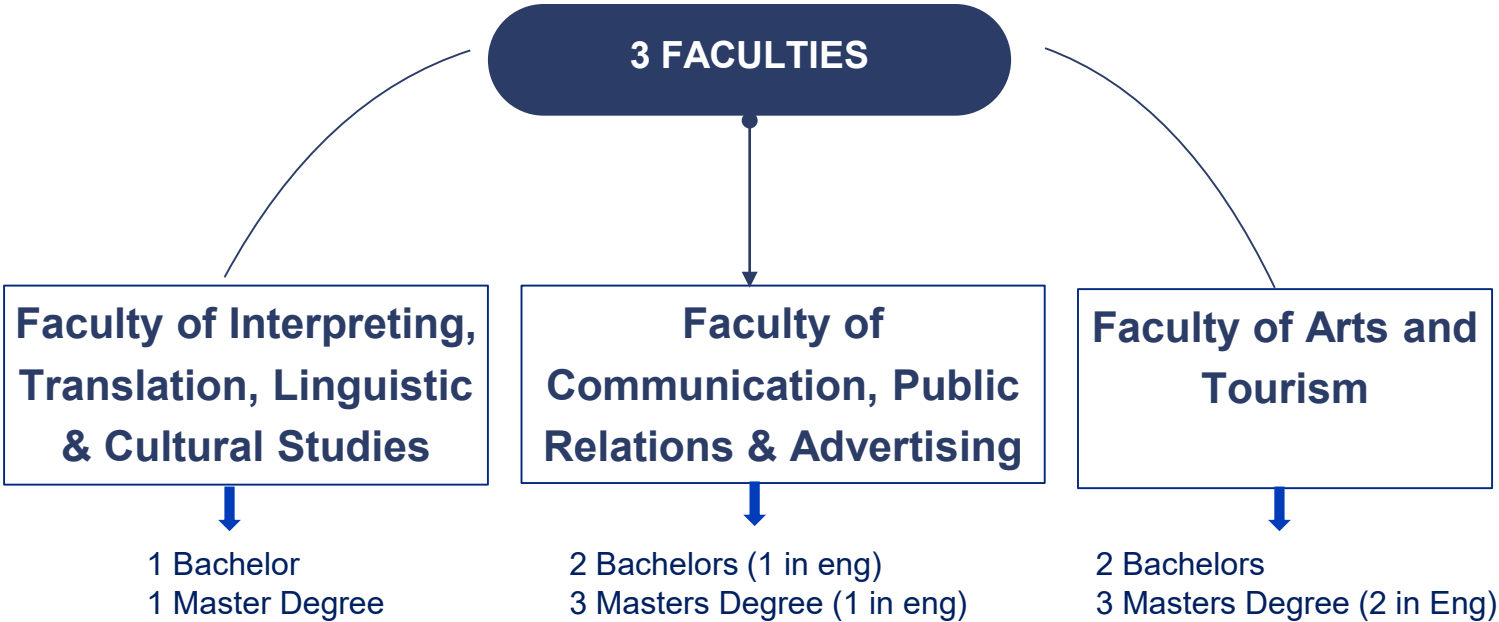 3 FACULTIES
Faculty of Interpreting,
Translation, Linguistic
& Cultural Studies
1 Bachelor
1 Master Degree
Faculty of
Communication, Public
Relations & Advertising
2 Bachelors (1 in eng)
3 Masters Degree (1 in eng)
Faculty of Arts and
Tourism
2 Bachelors
3 Masters Degree (2 in Eng)